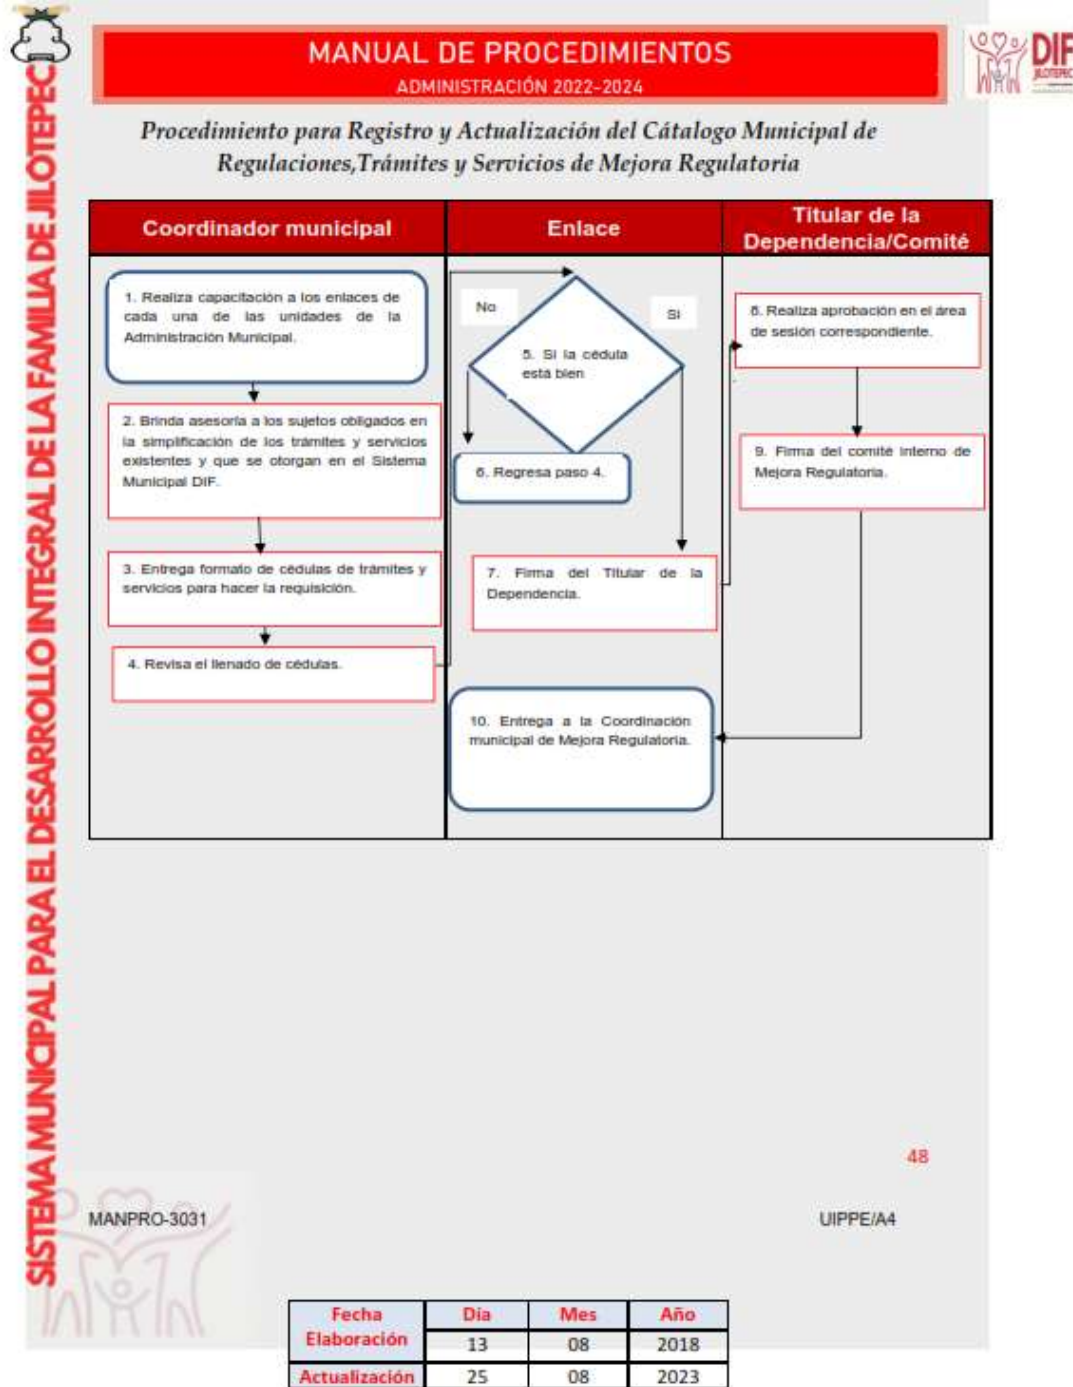 SISTEMA MUNICIPAL PARA EL DESARROLLO INTEGRAL DE LA FAMILIA DE JILOTEPEC
MANUAL DE PROCEDIMIENTOS
ADMINISTRACIÓN 2022-2024
DIF
JILOTEPEC
Procedimiento para Registro y Actualización del Cátalogo Municipal de
Regulaciones,Trámites y Servicios de Mejora Regulatoria
Coordinador municipal
Enlace
Titular de la
Dependencia/Comité
1. Realiza capacitación a los enlaces de
cada una de las unidades de la
Administración Municipal.
2. Brinda asesoría a los sujetos obligados en
la simplificación de los trámites y servicios
existentes y que se otorgan en el Sistema
Municipal DIF.
3. Entrega formato de cédulas de trámites y
servicios para hacer la requisición.
4. Revisa el llenado de cédulas.
No
Si
5. Si la cédula
está bien
6. Regresa paso 4.
7. Firma del Titular de la
Dependencia.
8. Realiza aprobación en el área
de sesión correspondiente.
9. Firma del comité interno de
Mejora Regulatoria.
10. Entrega a la Coordinación
municipal de Mejora Regulatoria.
48
MANPRO-3031
UIPPE/A4
Fecha Elaboración
Día Mes Año
13 08 2018
Actualización 25 08 2023